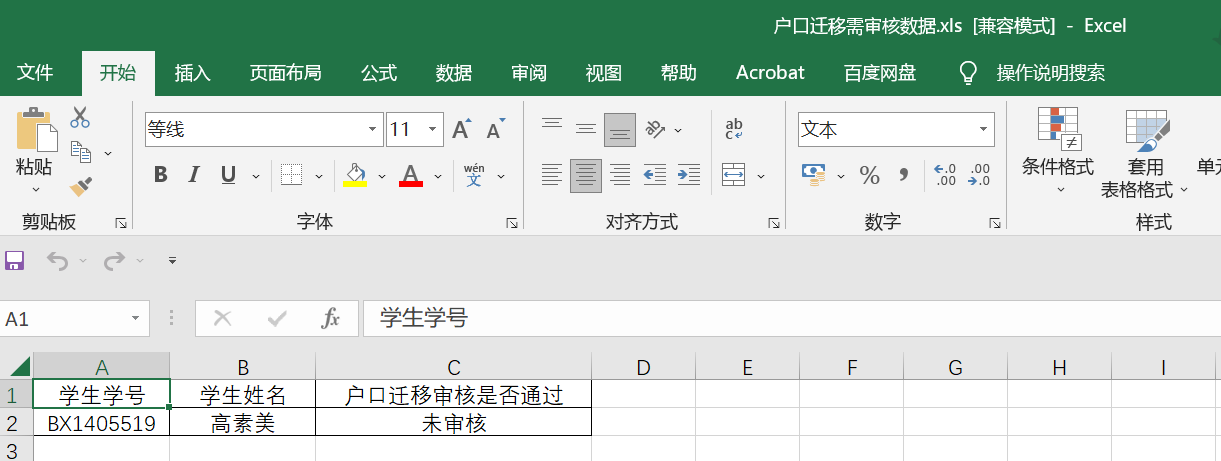 户口迁移需审核数据.xls [兼容模式] - Excel
文件 开始 插入 页面布局 公式 数据 审阅 视图 帮助 Acrobat 百度网盘 操作说明搜索
等线 11 A A ab c 文本
粘贴 条件格式 套用 表格格式
B I U A wén 文 % , .0 .00 .00 .0
剪贴板 字体 对齐方式 数字 样式
A1 fx 学生学号
A B C D E F G H I
1 学生学号 学生姓名 户口迁移审核是否通过
2 BX1405519 高素美 未审核
3